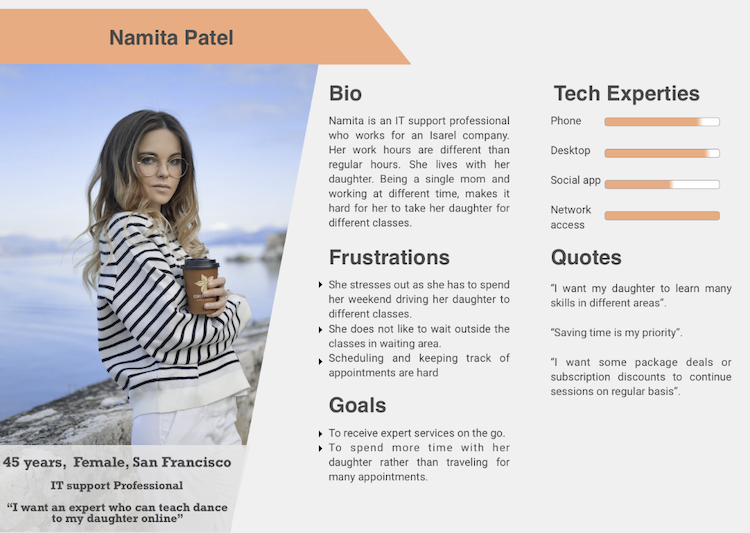 Namita Patel
45 years, Female, San Francisco
IT support Professional
“I want an expert who can teach dance
to my daughter online”
Bio
Namita is an IT support professional
who works for an Isarel company.
Her work hours are different than
regular hours. She lives with her
daughter. Being a single mom and
working at different time, makes it
hard for her to take her daughter for
different classes.
Frustrations
She stresses out as she has to spend
her weekend driving her daughter to
different classes.
She does not like to wait outside the
classes in waiting area.
Scheduling and keeping track of
appointments are hard
Goals
To receive expert services on the go.
To spend more time with her
daughter rather than traveling for
many appointments.
Tech Experties
Phone
Desktop
Social app
Network
access
Quotes
“I want my daughter to learn many
skills in different areas”.
“Saving time is my priority”.
“I want some package deals or
subscription discounts to continue
sessions on regular basis”.